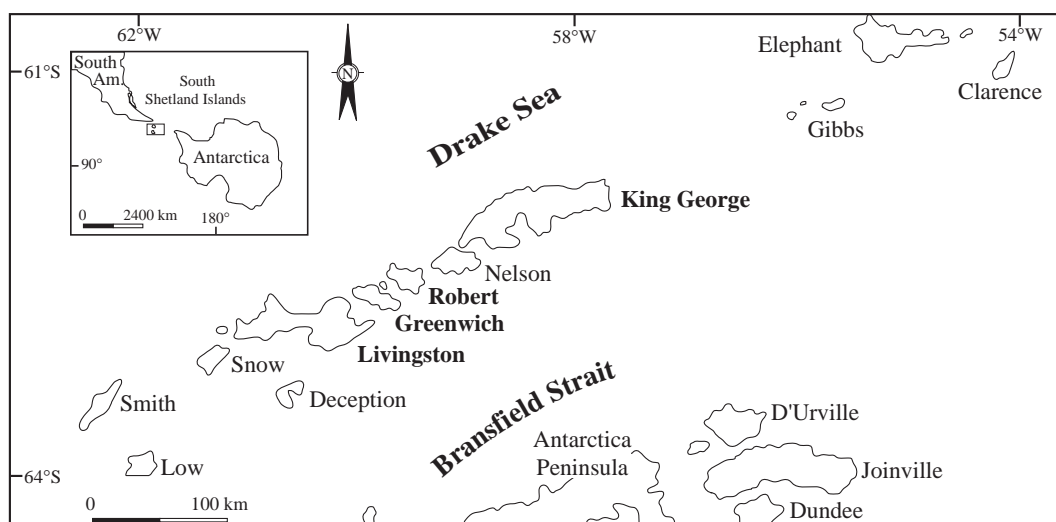 62°W
58°W
54°W
61°S
64°S
South
Am.
South
Shetland Islands
Antarctica
90°
180°
0
2400 km
N
Drake Sea
Elephant
Clarence
Gibbs
King George
Nelson
Robert
Greenwich
Livingston
Snow
Smith
Deception
Low
Bransfield Strait
D'Urville
Antarctica
Peninsula
Joinville
Dundee
0
100 km